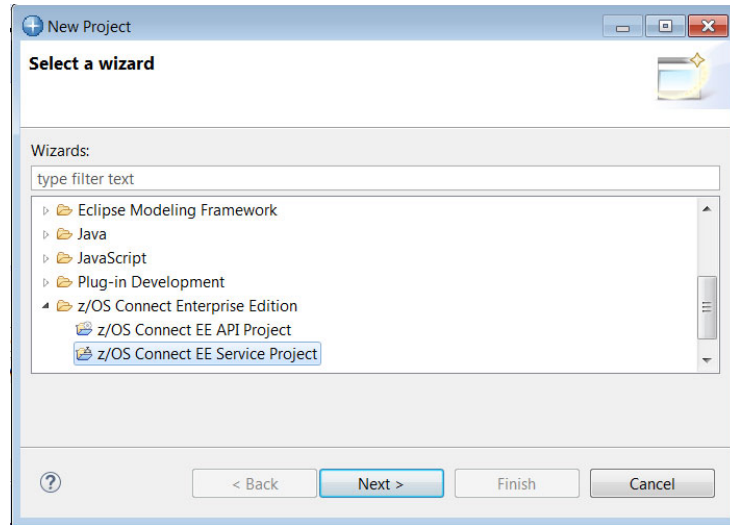 New Project
Select a wizard
Wizards:
type filter text
Eclipse Modeling Framework
Java
JavaScript
Plug-in Development
z/OS Connect Enterprise Edition
z/OS Connect EE API Project
z/OS Connect EE Service Project
? < Back Next > Finish Cancel